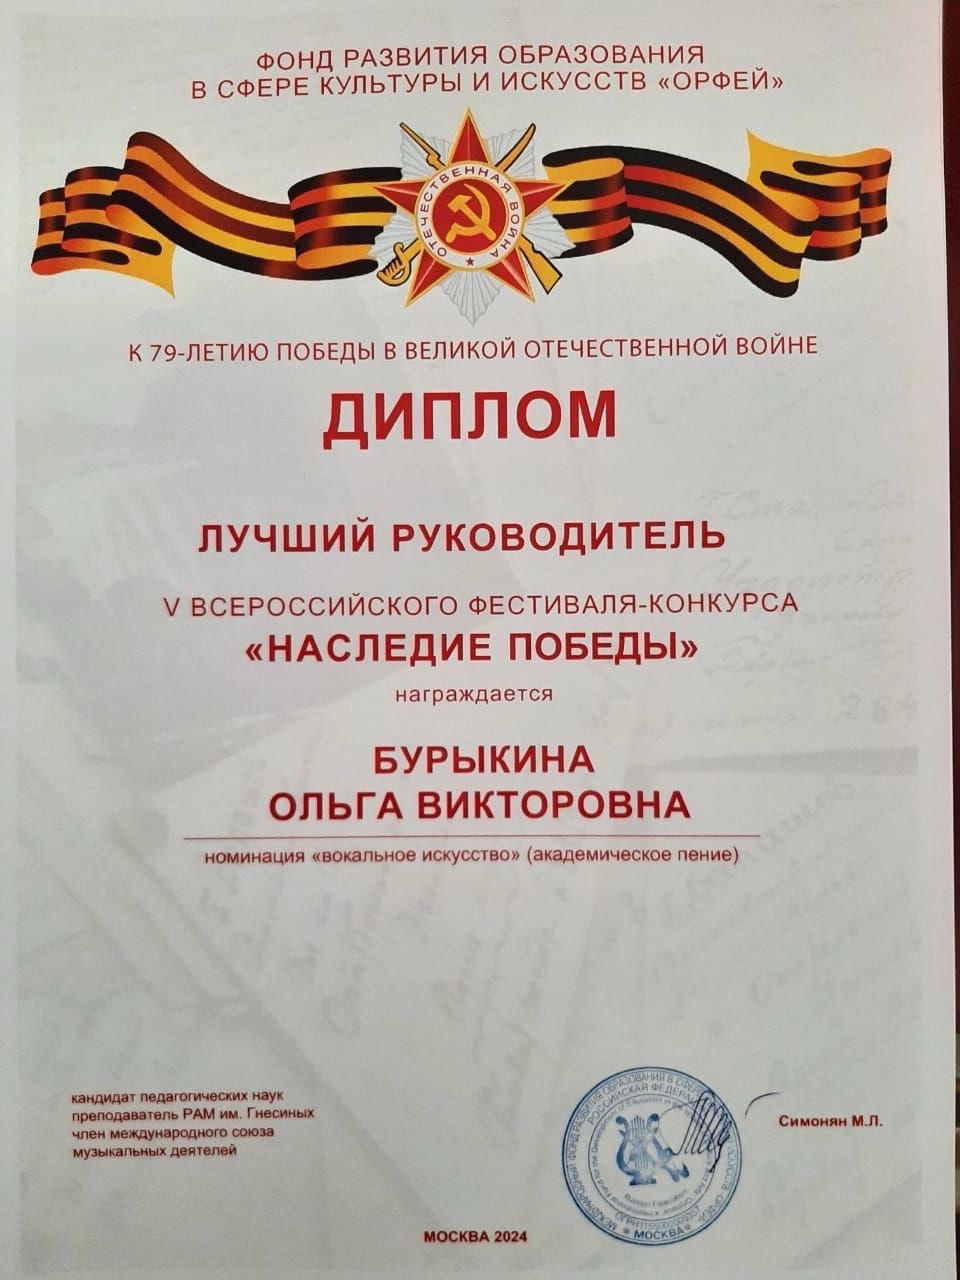 ФОНД РАЗВИТИЯ ОБРАЗОВАНИЯ
В СФЕРЕ КУЛЬТУРЫ И ИСКУССТВ «ОРФЕЙ»
ОТЕЧЕСТВЕННАЯ ВОЙНА
К 79-ЛЕТИЮ ПОБЕДЫ В ВЕЛИКОЙ ОТЕЧЕСТВЕННОЙ ВОЙНЕ
ДИПЛОМ
ЛУЧШИЙ РУКОВОДИТЕЛЬ
V ВСЕРОССИЙСКОГО ФЕСТИВАЛЯ-КОНКУРСА
«НАСЛЕДИЕ ПОБЕДЫ»
награждается
БУРЫКИНА
ОЛЬГА ВИКТОРОВНА
номинация «вокальное искусство» (академическое пение)
кандидат педагогических наук
преподаватель РАМ им. Гнесиных
член международного союза
музыкальных деятелей
Симонян М.Л.
МОСКВА
МОСКВА 2024